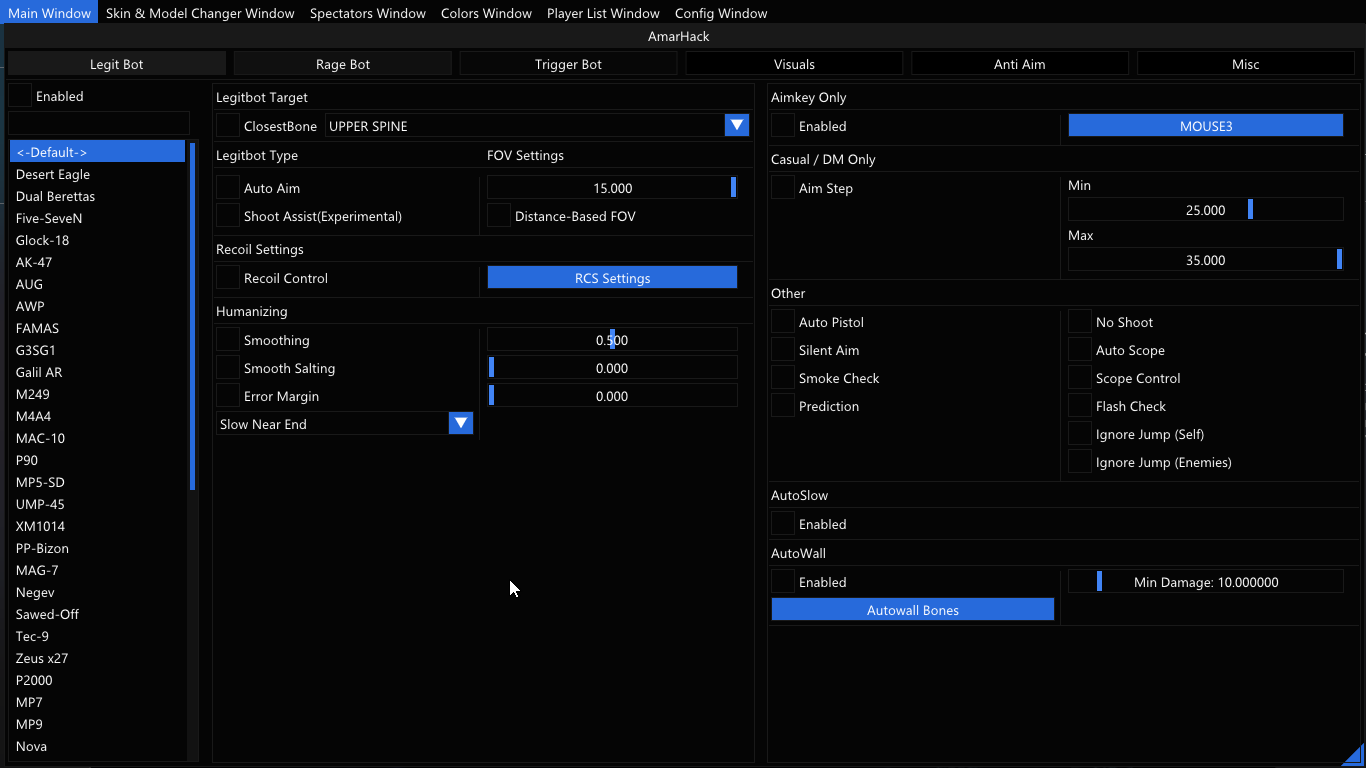 Main Window Skin & Model Changer Window Spectators Window Colors Window Player List Window Config Window
AmarHack
Legit Bot Rage Bot Trigger Bot Visuals Anti Aim Misc
Enabled
<-Default->
Desert Eagle
Dual Berettas
Five-SeveN
Glock-18
AK-47
AUG
AWP
FAMAS
G3SG1
Galil AR
M249
M4A4
MAC-10
P90
MP5-SD
UMP-45
XM1014
PP-Bizon
MAG-7
Negev
Sawed-Off
Tec-9
Zeus x27
P2000
MP7
MP9
Nova
Legitbot Target
ClosestBone UPPER SPINE
Legitbot Type FOV Settings
Auto Aim 15.000
Shoot Assist(Experimental) Distance-Based FOV
Recoil Settings
Recoil Control RCS Settings
Humanizing
Smoothing 0.500
Smooth Salting 0.000
Error Margin 0.000
Slow Near End
Aimkey Only
Enabled MOUSE3
Casual / DM Only
Aim Step Min
25.000
Max
35.000
Other
Auto Pistol No Shoot
Silent Aim Auto Scope
Smoke Check Scope Control
Prediction Flash Check
Ignore Jump (Self)
Ignore Jump (Enemies)
AutoSlow
Enabled
AutoWall
Enabled Min Damage: 10.000000
Autowall Bones